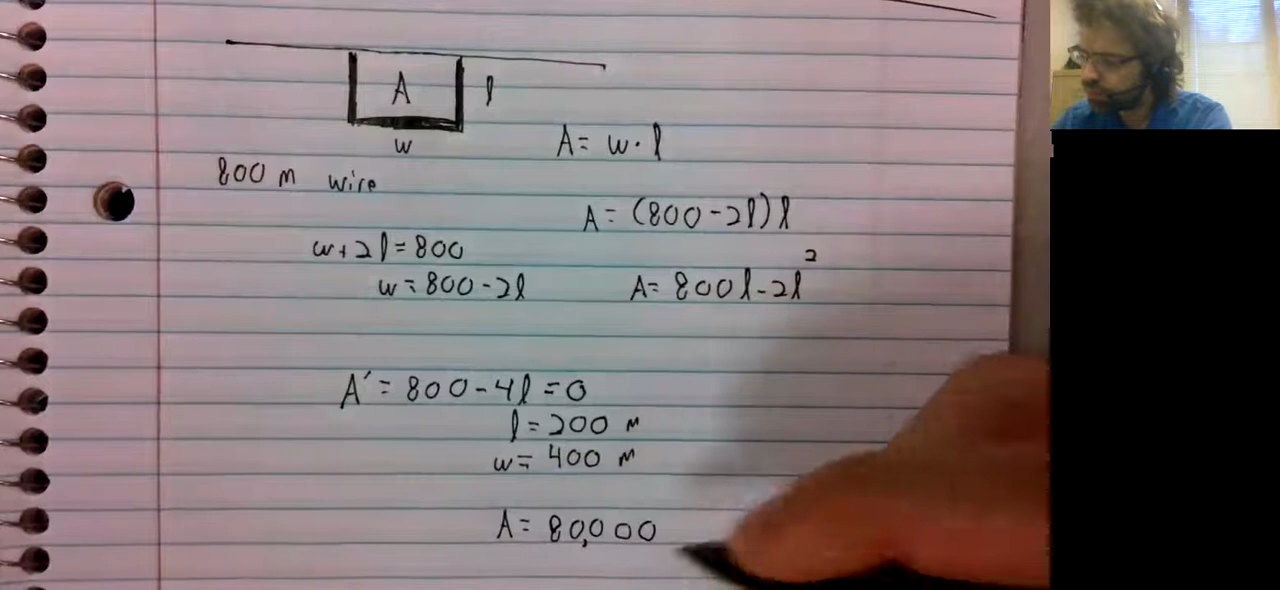 A l
w
A = w · l
800 m wire
A = (800 - 2l) l
w + 2l = 800
w = 800 - 2l
A = 800l - 2l²
A′ = 800 - 4l = 0
l = 200 m
w = 400 m
A = 80,000